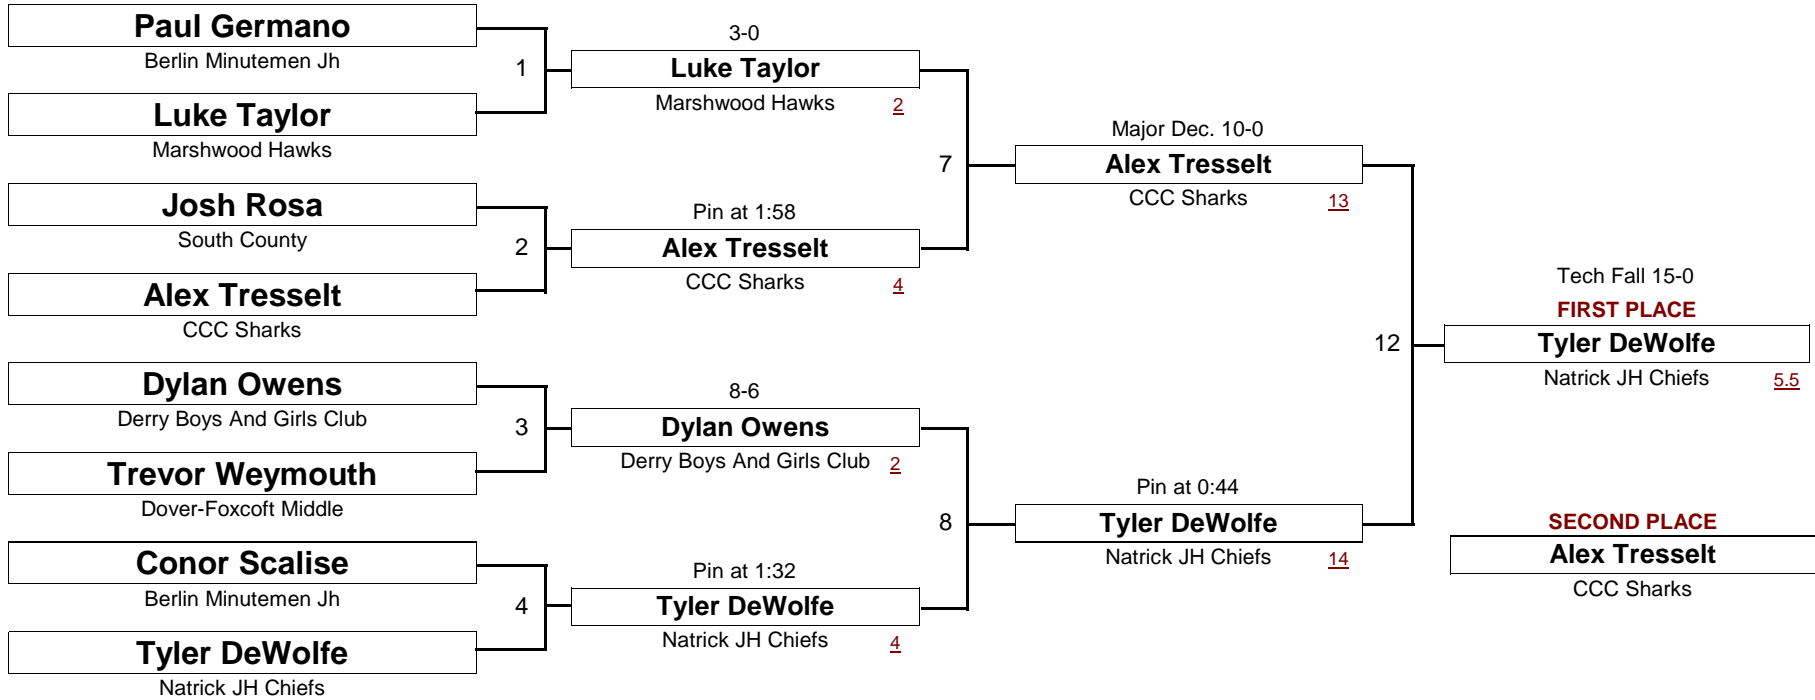 Paul Germano
Berlin Minutemen Jh
1
Luke Taylor
Marshwood Hawks
3-0
Luke Taylor
Marshwood Hawks 2
Josh Rosa
South County
2
Alex Tresselt
CCC Sharks
Pin at 1:58
Alex Tresselt
CCC Sharks 4
7
Major Dec. 10-0
Alex Tresselt
CCC Sharks 13
Dylan Owens
Derry Boys And Girls Club
3
Trevor Weymouth
Dover-Foxcoft Middle
8-6
Dylan Owens
Derry Boys And Girls Club 2
Conor Scalise
Berlin Minutemen Jh
4
Tyler DeWolfe
Natrick JH Chiefs
Pin at 1:32
Tyler DeWolfe
Natrick JH Chiefs 4
8
Pin at 0:44
Tyler DeWolfe
Natrick JH Chiefs 14
12
Tech Fall 15-0
FIRST PLACE
Tyler DeWolfe
Natrick JH Chiefs 5.5
SECOND PLACE
Alex Tresselt
CCC Sharks